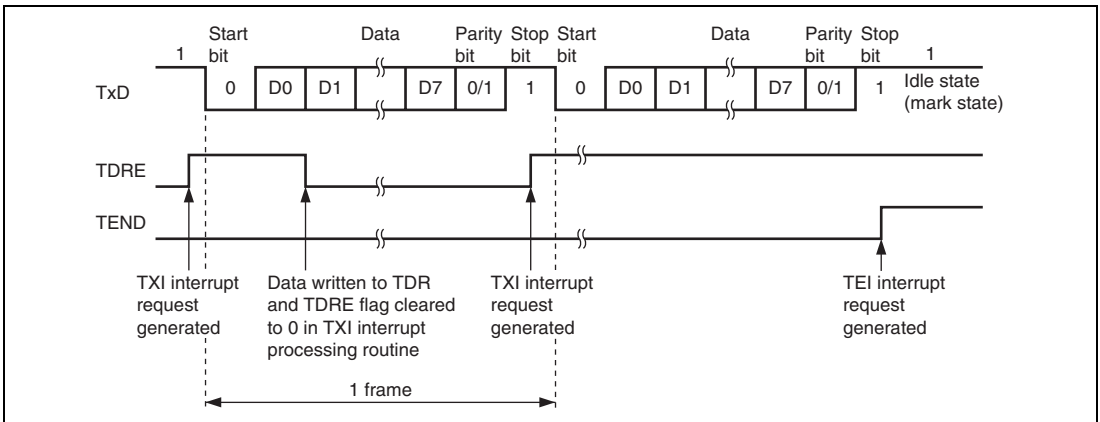 Start bit Data Parity bit Stop bit Start bit Data Parity bit Stop bit
1 1
TxD 0 D0 D1 D7 0/1 1 0 D0 D1 D7 0/1 1 Idle state (mark state)
TDRE
TEND
TXI interrupt request generated
Data written to TDR and TDRE flag cleared to 0 in TXI interrupt processing routine
TXI interrupt request generated
TEI interrupt request generated
1 frame